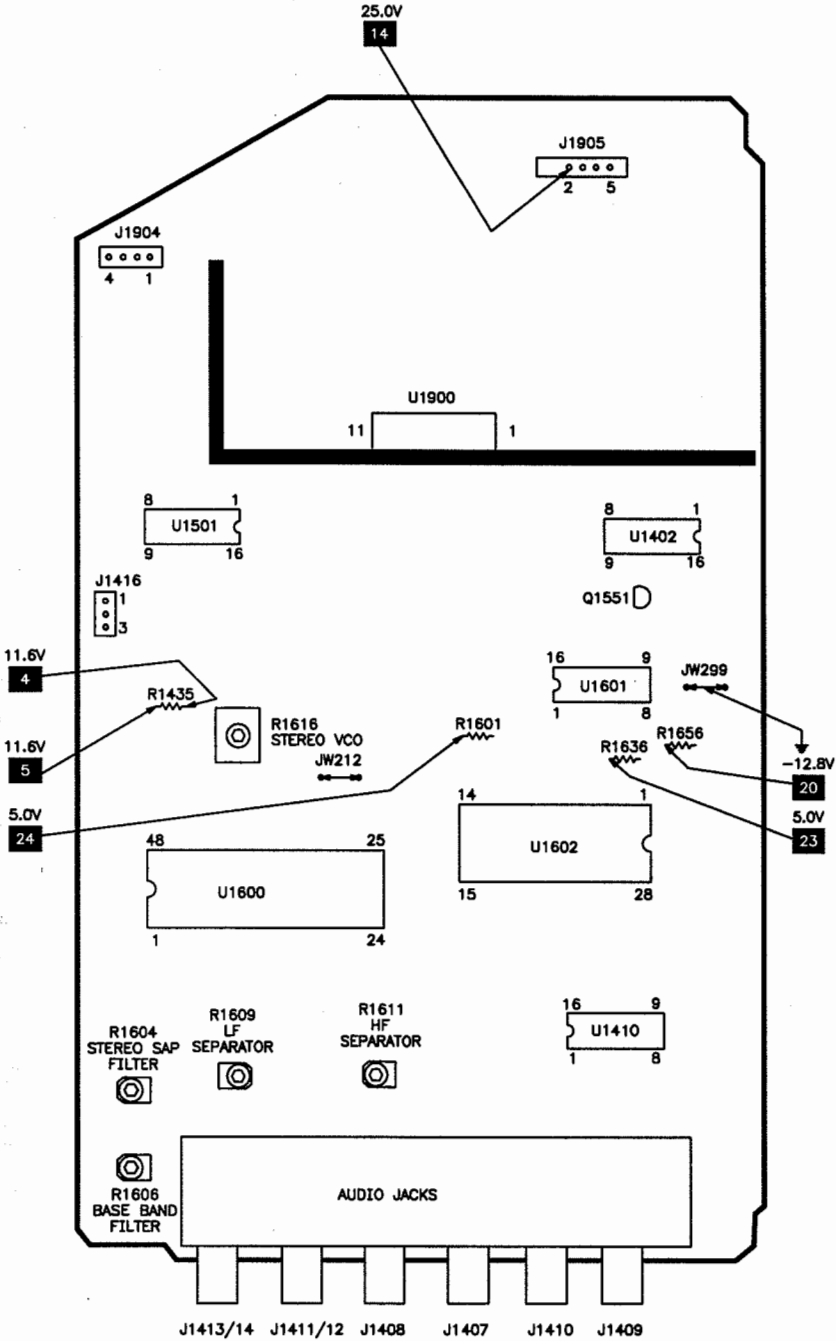 25.0V
14
J1905
2 5
J1904
4 1
U1900
11 1
8 1
U1501
9 16
8 1
U1402
9 16
J1416
1
3
Q1551
11.6V
4
R1435
16 9
U1601
1 8
JW299
R1616
STEREO VCO
JW212
R1601
R1636
R1656
11.6V
5
-12.8V
20
5.0V
24
5.0V
23
48 25
U1600
1 24
14 1
U1602
15 28
R1604
STEREO SAP
FILTER
R1609
LF
SEPARATOR
R1611
HF
SEPARATOR
16 9
U1410
1 8
R1606
BASE BAND
FILTER
AUDIO JACKS
J1413/14 J1411/12 J1408 J1407 J1410 J1409